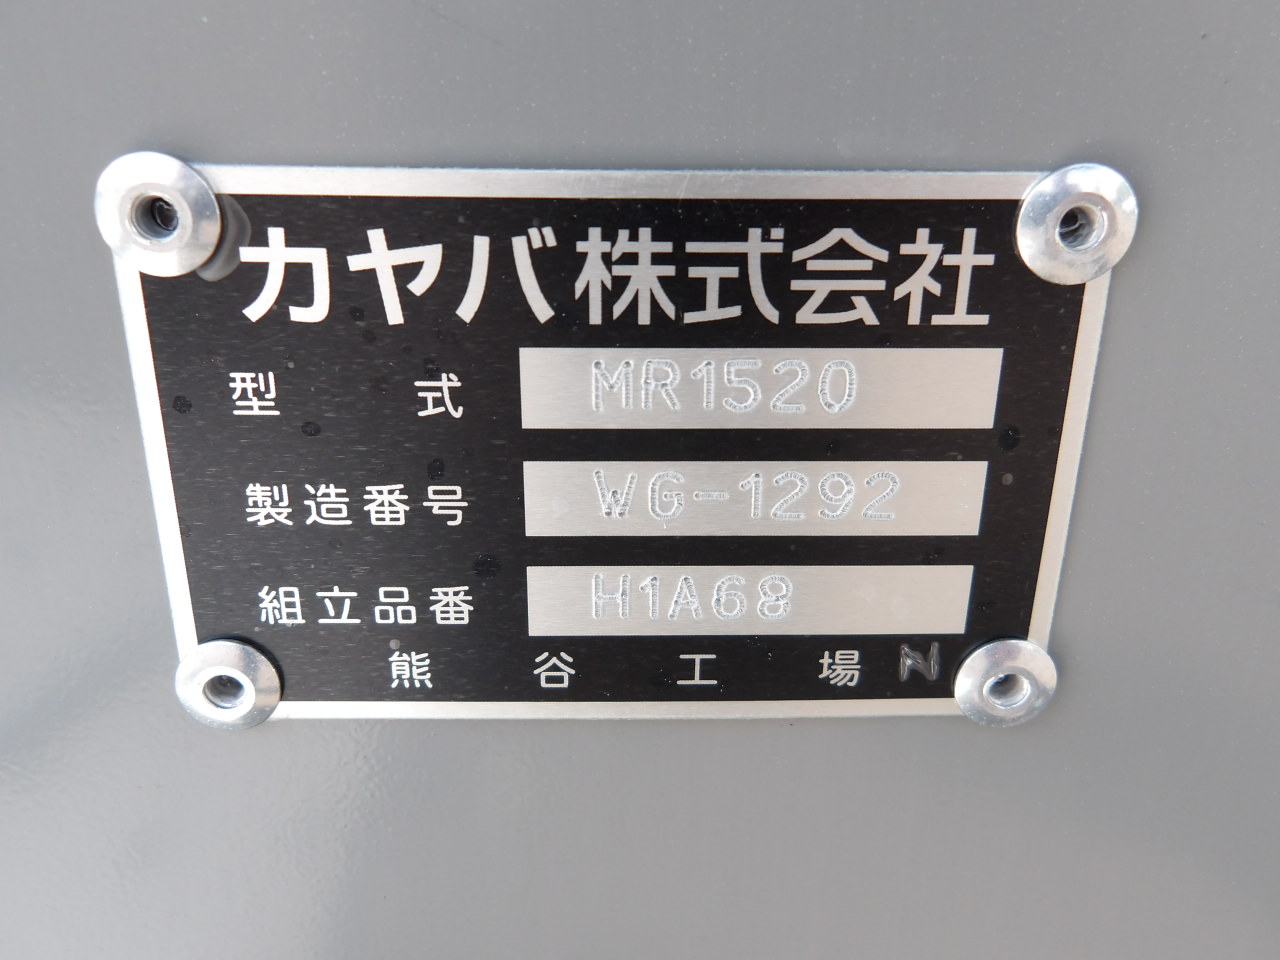 カヤバ株式会社
型式 MR1520
製造番号 WG-1292
組立品番 H1A68
熊谷工場 N